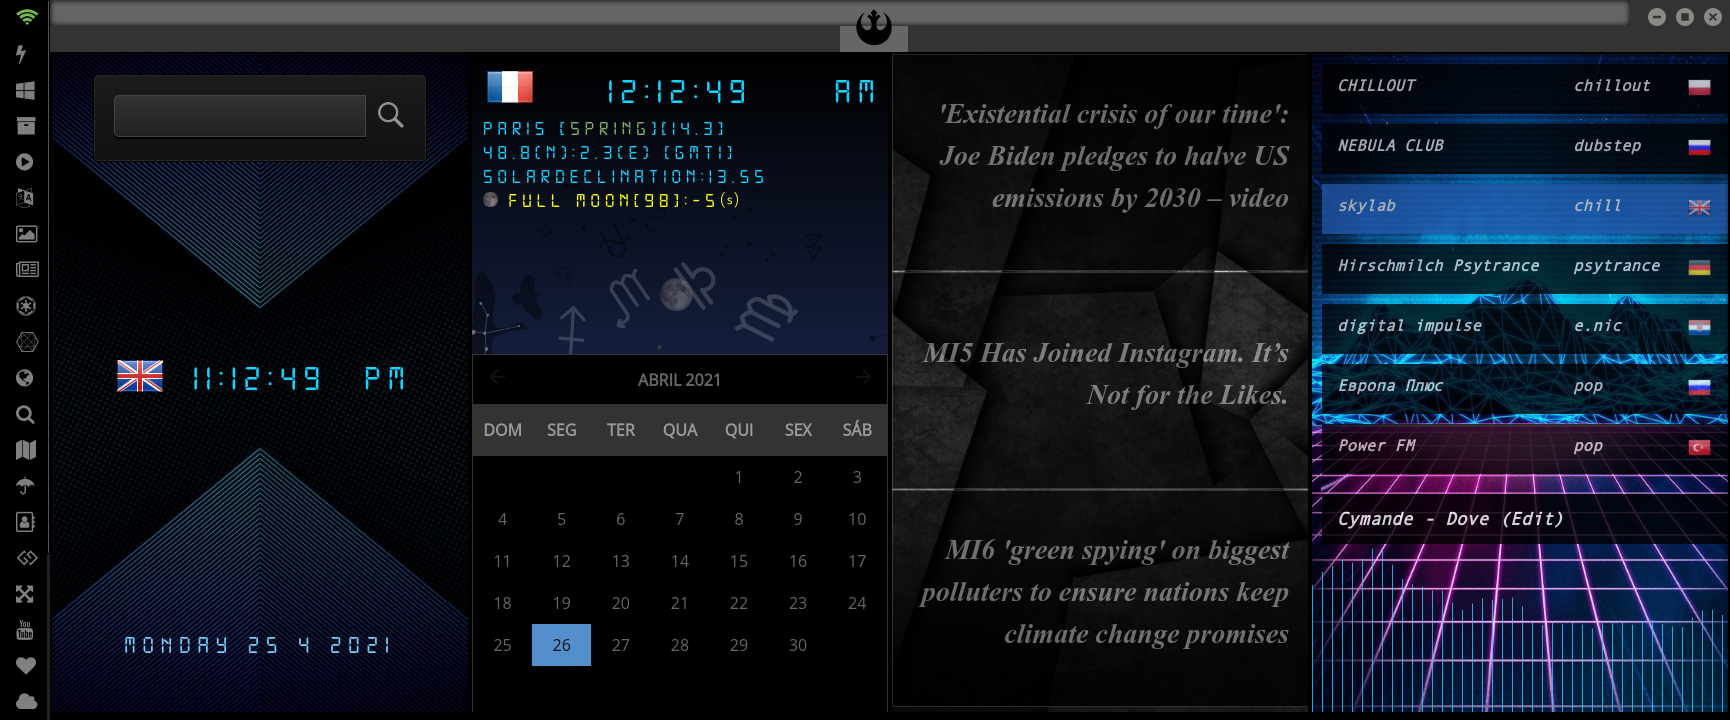 11:12:49 PM
MONDAY 25 4 2021
12:12:49 AM
PARIS [SPRING][14.3]
48.8(N):2.3(E) [GMT1]
SOLARDECLINATION:13.55
FULL MOON[98]:-5(s)
ABRIL 2021
DOM SEG TER QUA QUI SEX SÁB
1 2 3
4 5 6 7 8 9 10
11 12 13 14 15 16 17
18 19 20 21 22 23 24
25 26 27 28 29 30
'Existential crisis of our time':
Joe Biden pledges to halve US
emissions by 2030 – video
MI5 Has Joined Instagram. It's
Not for the Likes.
MI6 'green spying' on biggest
polluters to ensure nations keep
climate change promises
CHILLOUT chillout
NEBULA CLUB dubstep
skylab chill
Hirschmilch Psytrance psytrance
digital impulse e.nic
Европа Плюс pop
Power FM pop
Cymande - Dove (Edit)
You
Tube